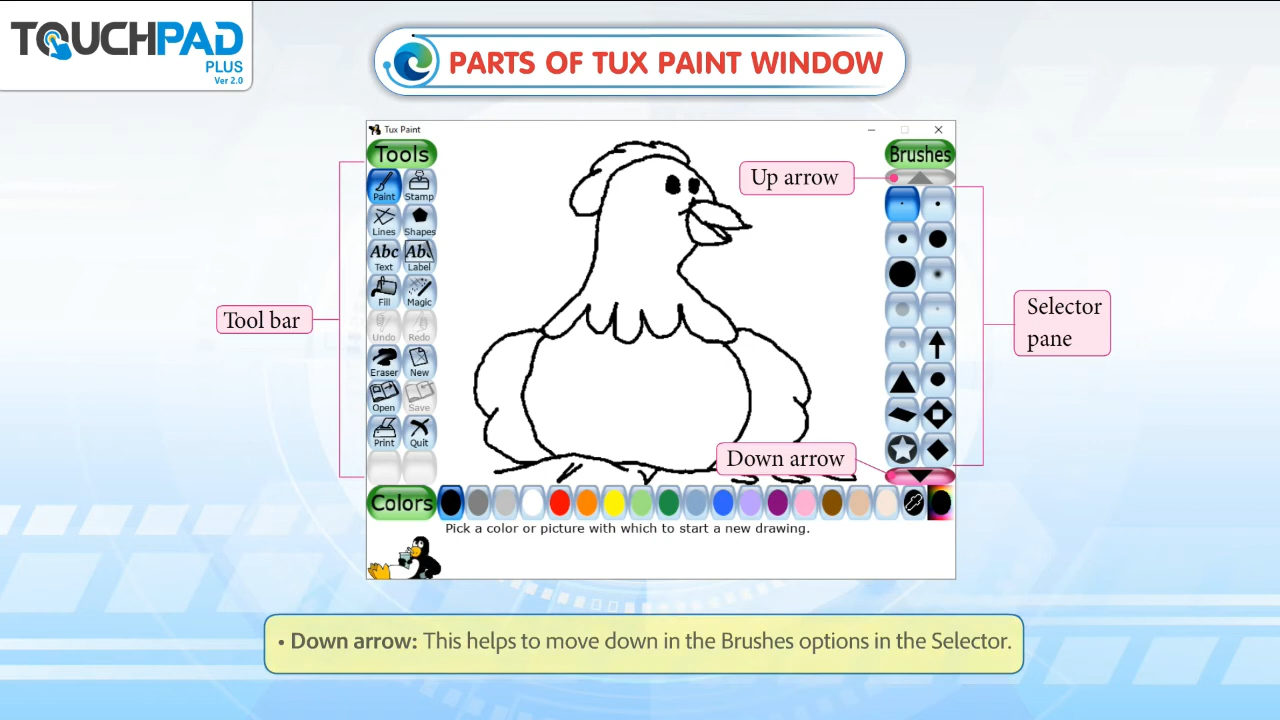 TOUCHPAD
PLUS
Ver 2.0
PARTS OF TUX PAINT WINDOW
Tux Paint
Tools
Brushes
Paint Stamp
Lines Shapes
Abc Abc
Text Label
Fill Magic
Undo Redo
Eraser New
Open Save
Print Quit
Up arrow
Tool bar
Selector
pane
Down arrow
Colors
Pick a color or picture with which to start a new drawing.
• Down arrow: This helps to move down in the Brushes options in the Selector.